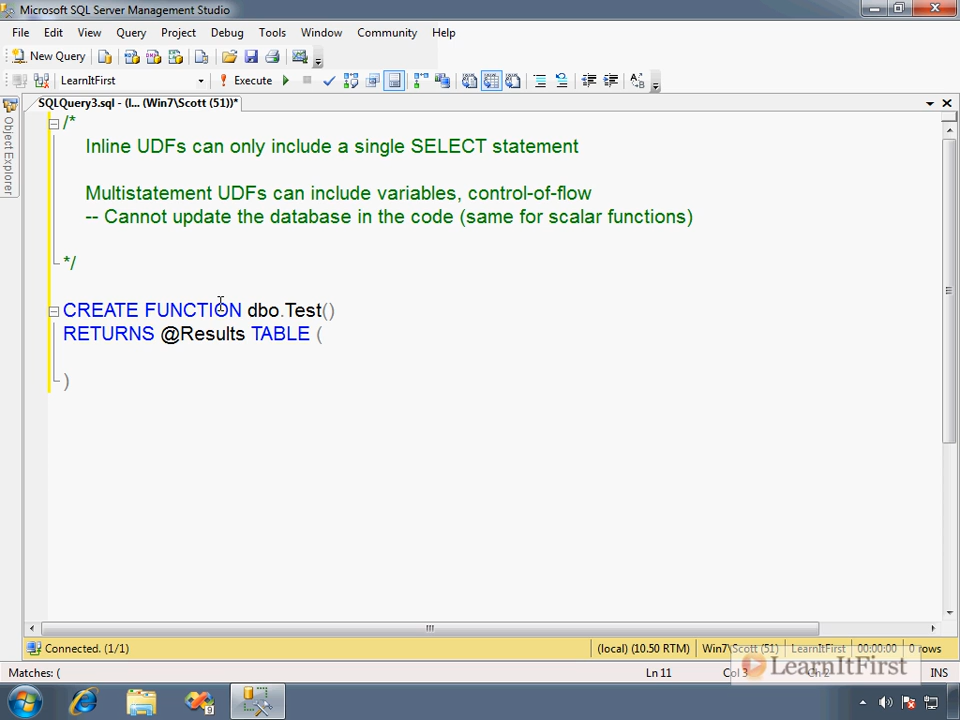 Microsoft SQL Server Management Studio
File Edit View Query Project Debug Tools Window Community Help
New Query
LearnItFirst Execute
SQLQuery3.sql - (l... (Win7\Scott (51))*
Object Explorer
/*
Inline UDFs can only include a single SELECT statement
Multistatement UDFs can include variables, control-of-flow
-- Cannot update the database in the code (same for scalar functions)
*/
CREATE FUNCTION dbo.Test()
RETURNS @Results TABLE (
)
Connected. (1/1) (local) (10.50 RTM) Win7\Scott (51) LearnItFirst 00:00:00 0 rows
Matches: ( Ln 11 Col 3 Ch 2 INS
LearnItFirst